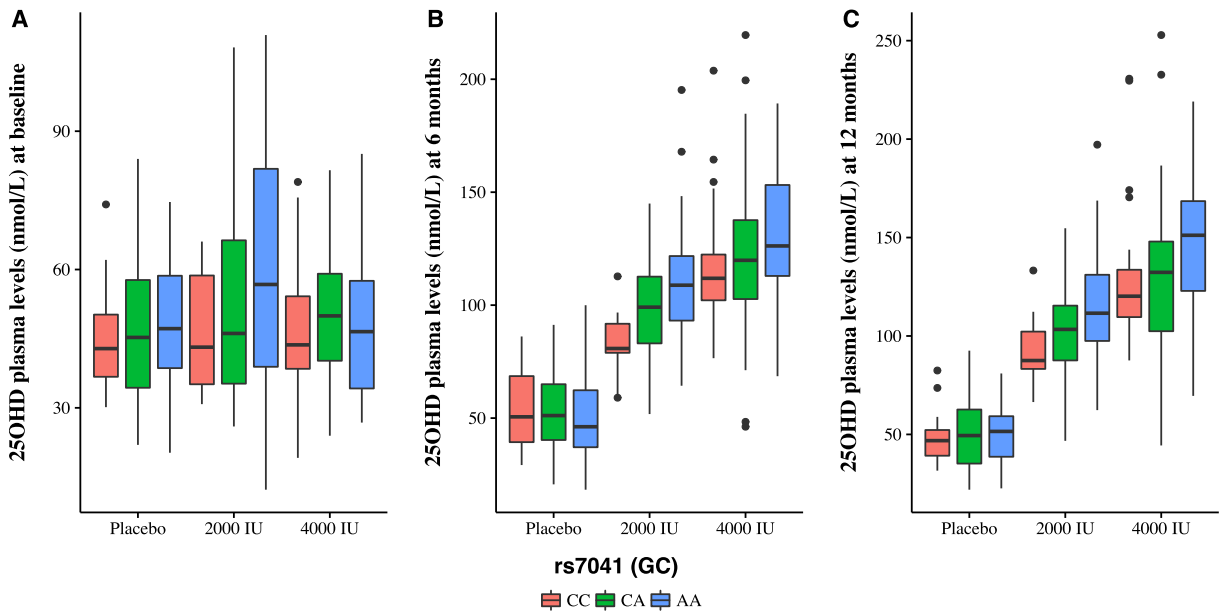 A
25OHD plasma levels (nmol/L) at baseline
90
60
30
Placebo 2000 IU 4000 IU
B
25OHD plasma levels (nmol/L) at 6 months
200
150
100
50
Placebo 2000 IU 4000 IU
C
25OHD plasma levels (nmol/L) at 12 months
250
200
150
100
50
Placebo 2000 IU 4000 IU
rs7041 (GC)
CC CA AA